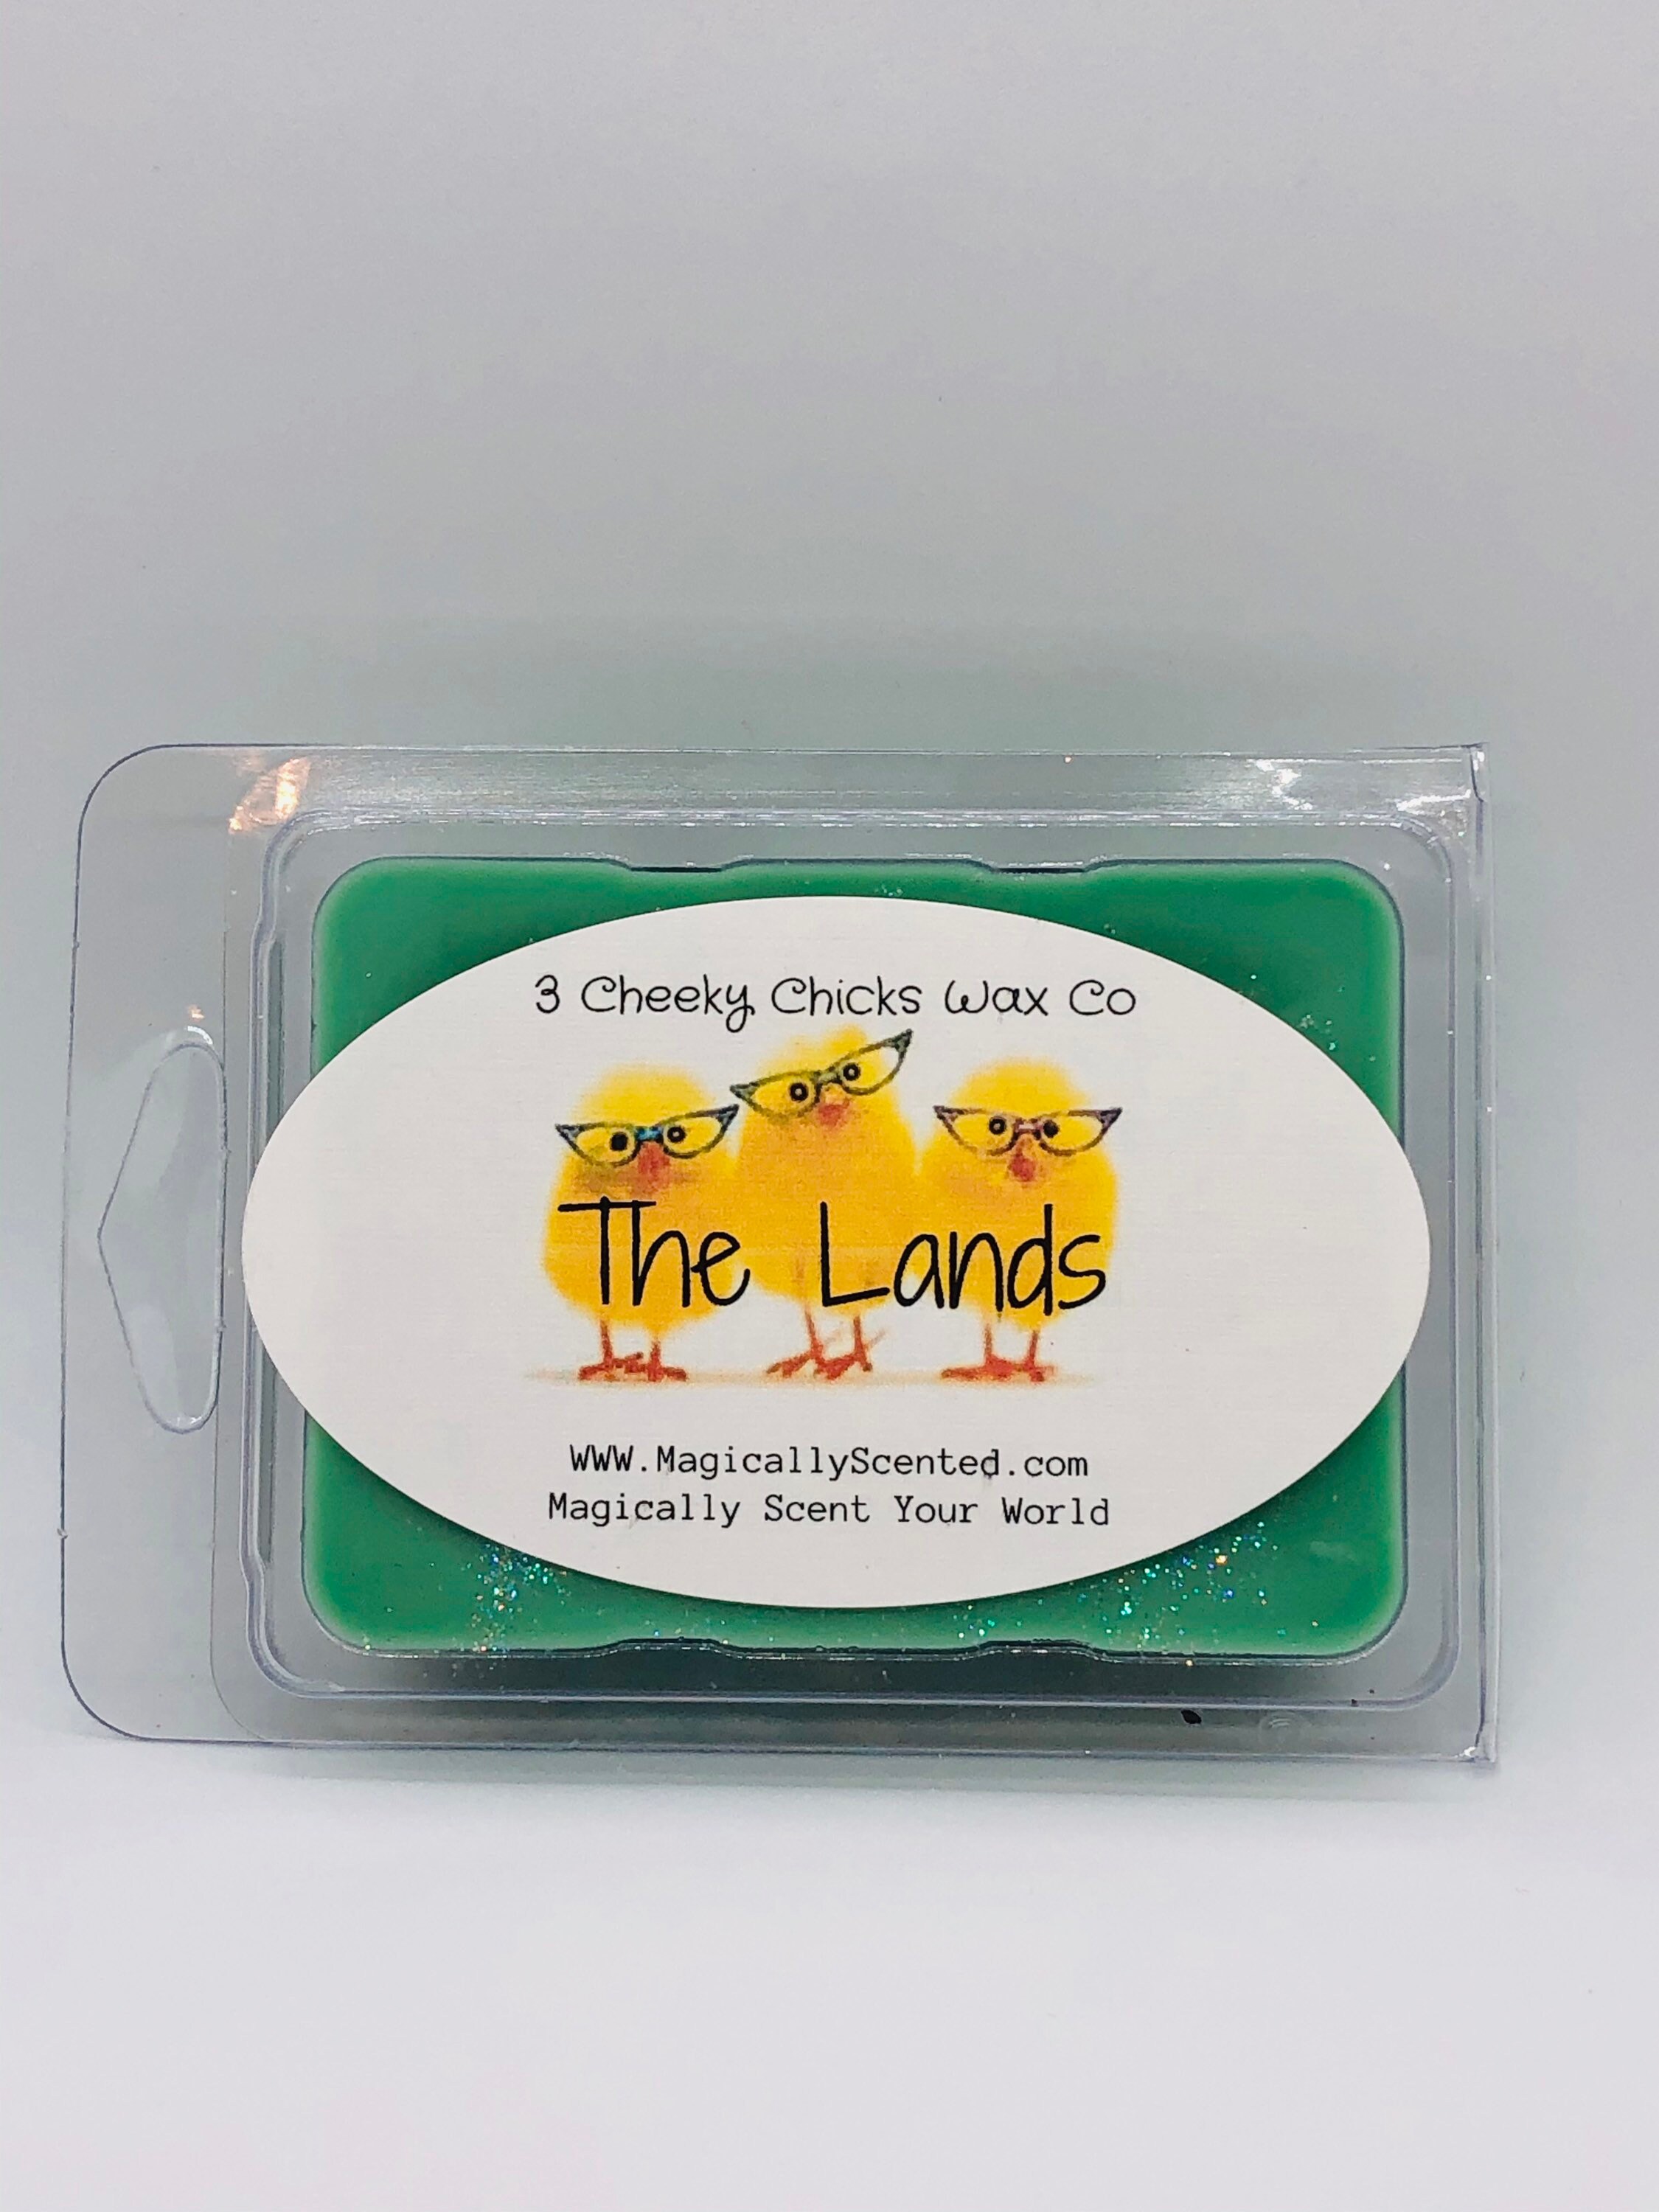 3 Cheeky Chicks Wax Co
The Lands
WWW.MagicallyScented.com
Magically Scent Your World